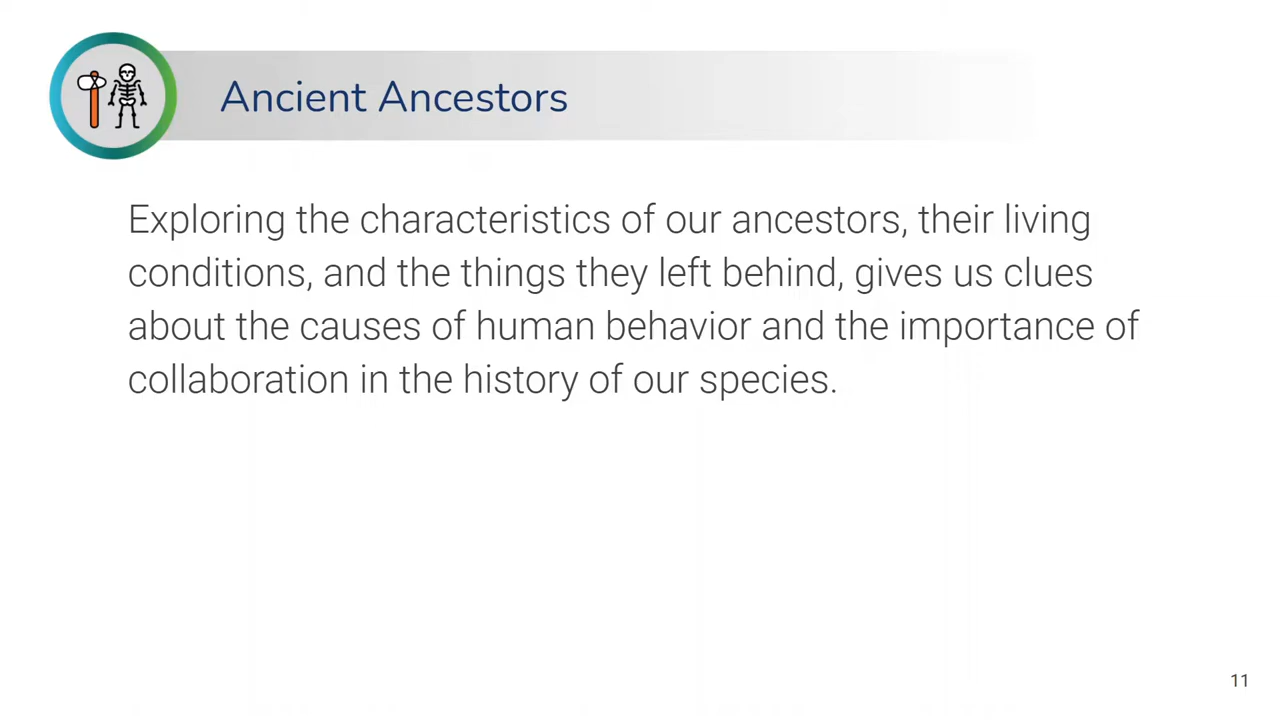 Ancient Ancestors
Exploring the characteristics of our ancestors, their living
conditions, and the things they left behind, gives us clues
about the causes of human behavior and the importance of
collaboration in the history of our species.
11